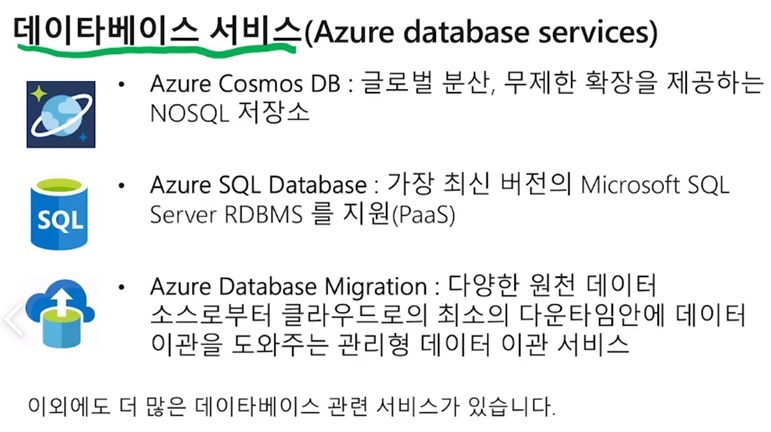 데이타베이스 서비스(Azure database services)
• Azure Cosmos DB : 글로벌 분산, 무제한 확장을 제공하는
NOSQL 저장소
• Azure SQL Database : 가장 최신 버전의 Microsoft SQL
Server RDBMS 를 지원(PaaS)
SQL
• Azure Database Migration : 다양한 원천 데이터
소스로부터 클라우드로의 최소의 다운타임안에 데이터
이관을 도와주는 관리형 데이터 이관 서비스
이외에도 더 많은 데이타베이스 관련 서비스가 있습니다.